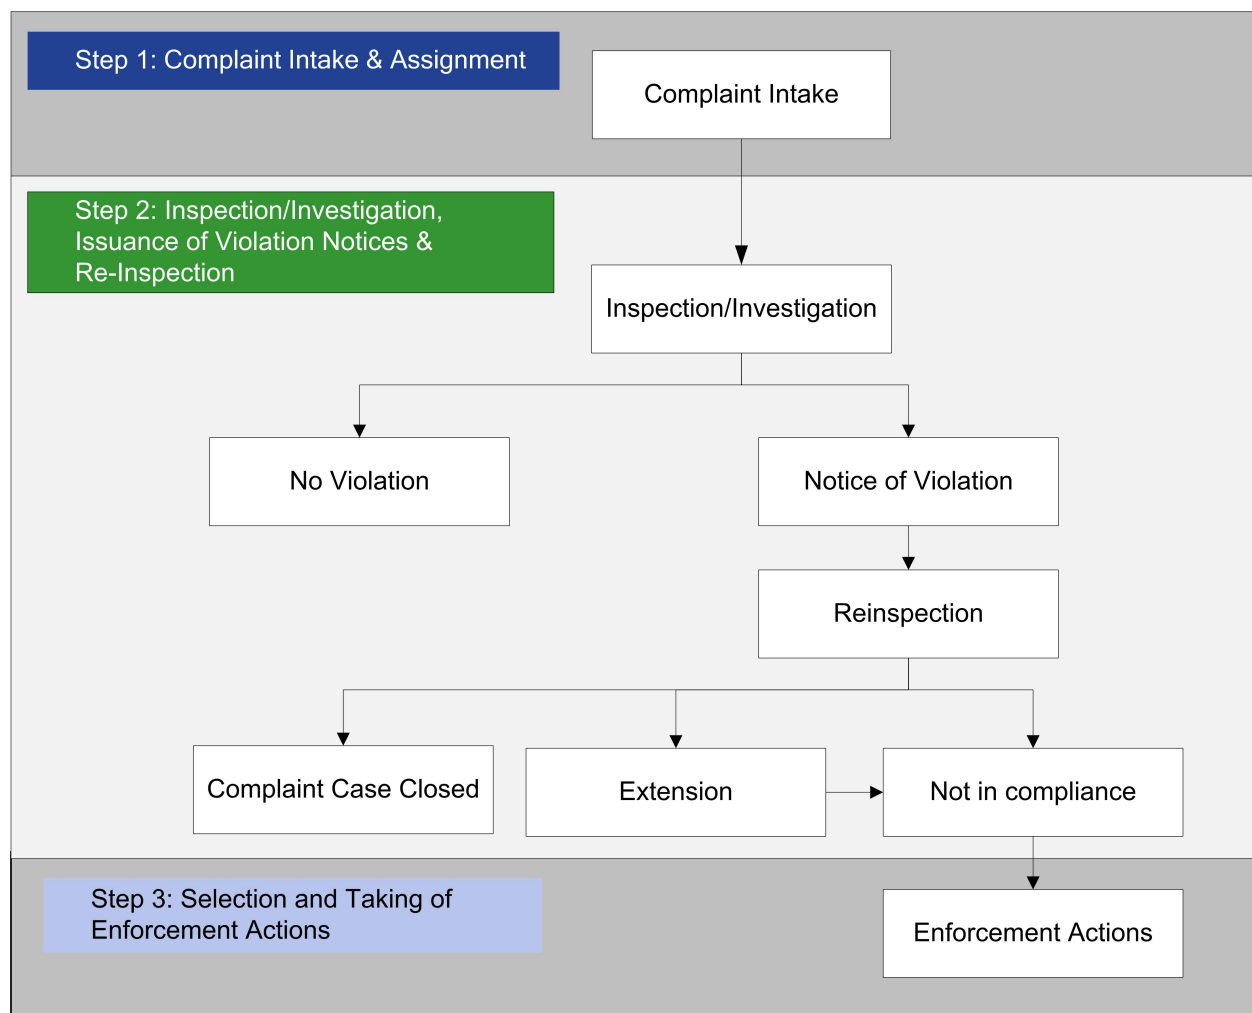 Step 1: Complaint Intake & Assignment
Complaint Intake
Step 2: Inspection/Investigation,
Issuance of Violation Notices &
Re-Inspection
Inspection/Investigation
No Violation
Notice of Violation
Reinspection
Complaint Case Closed
Extension
Not in compliance
Step 3: Selection and Taking of
Enforcement Actions
Enforcement Actions